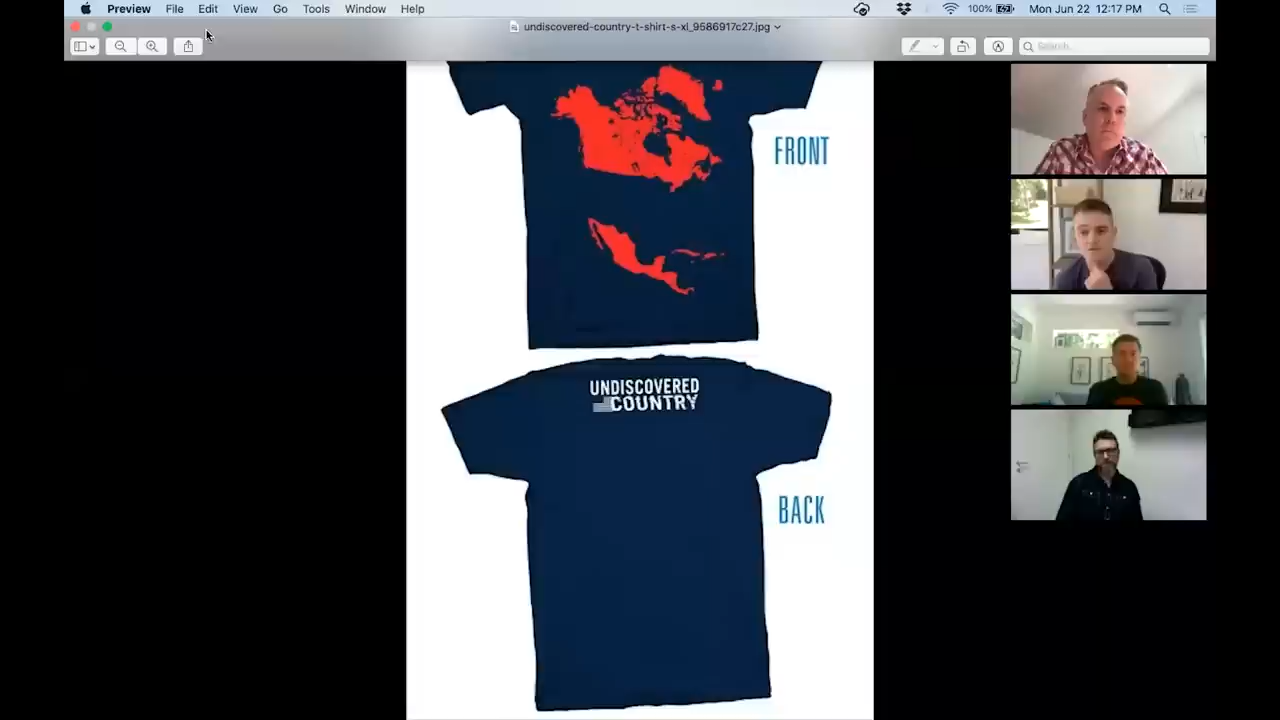 Preview File Edit View Go Tools Window Help 100% Mon Jun 22 12:17 PM
undiscovered-country-t-shirt-s-xl_9586917c27.jpg
Search
FRONT
UNDISCOVERED
COUNTRY
BACK